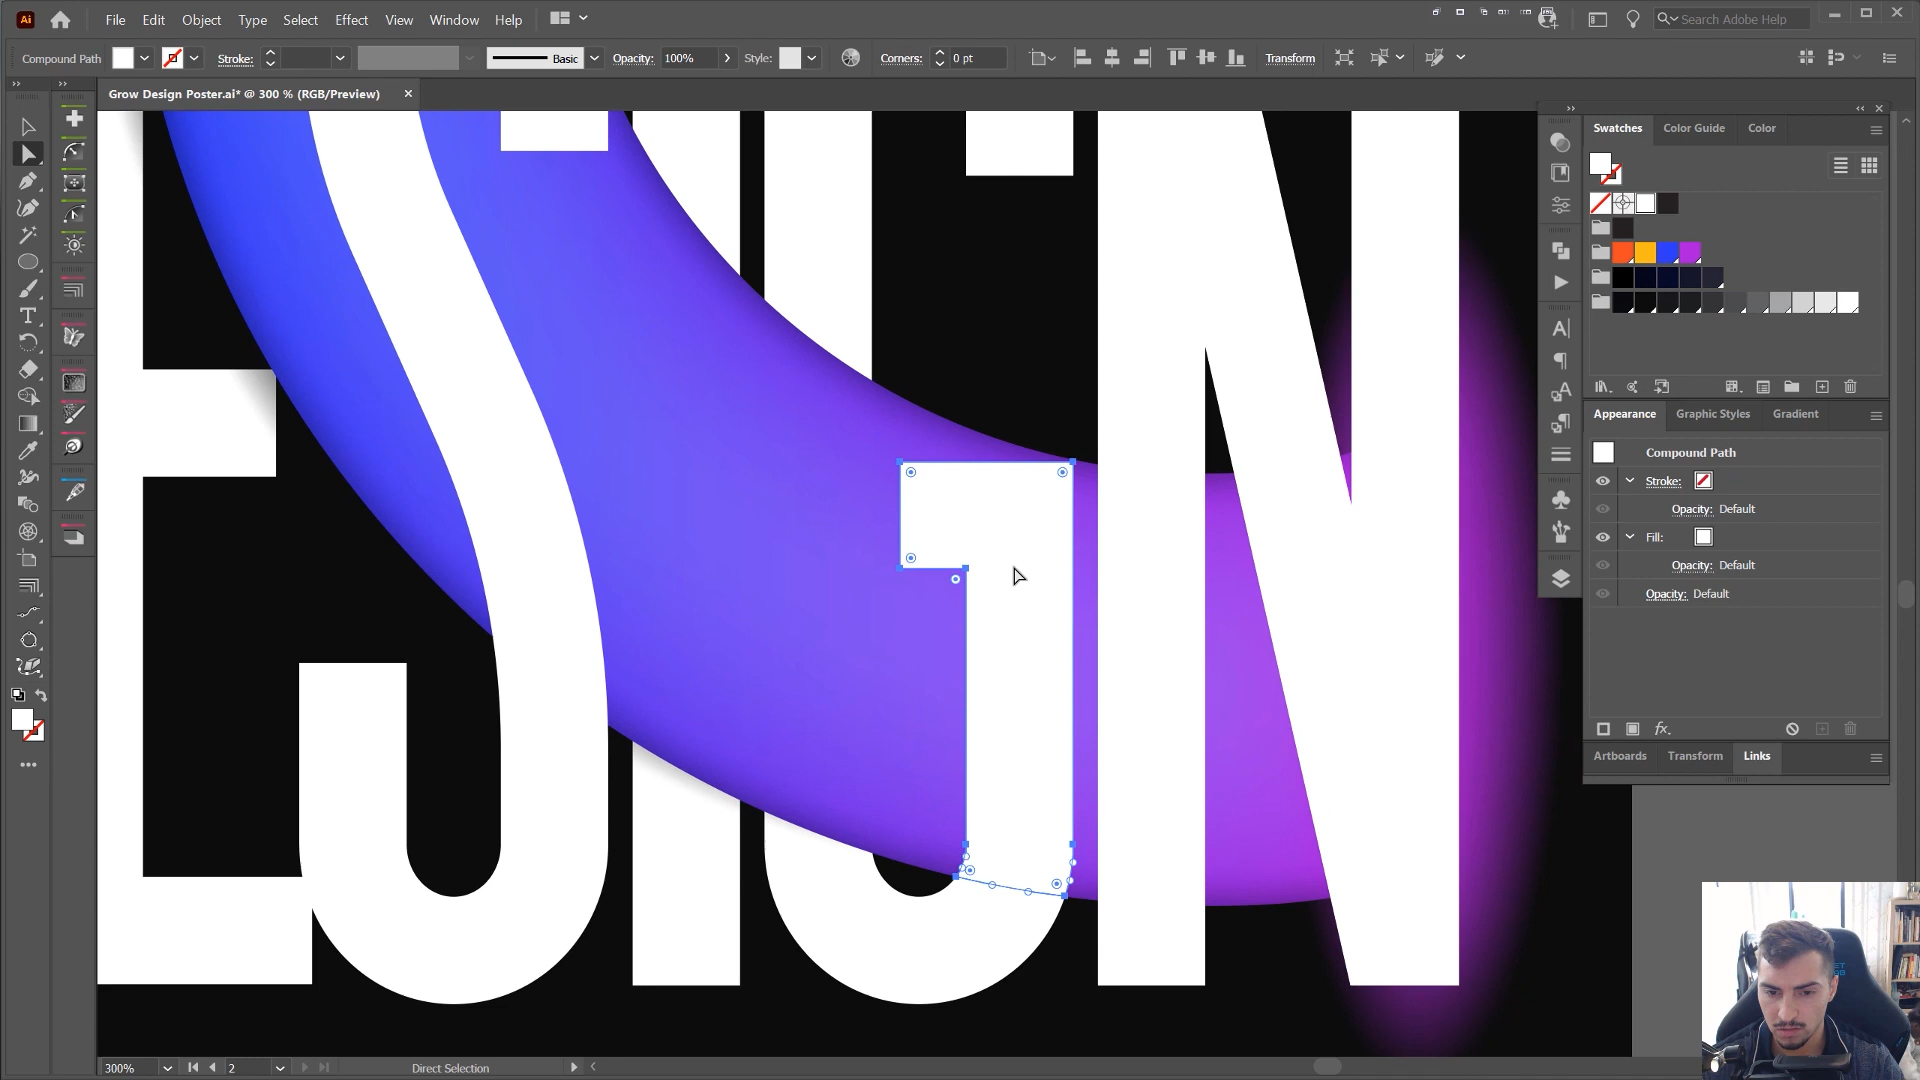 Ai File Edit Object Type Select Effect View Window Help Search Adobe Help
Compound Path Stroke: Basic Opacity: 100% Style: Corners: 0 pt Transform
Grow Design Poster.ai* @ 300 % (RGB/Preview)
ESIGN
Swatches Color Guide Color
Appearance Graphic Styles Gradient
Compound Path
Stroke:
Opacity: Default
Fill:
Opacity: Default
Opacity: Default
fx
Artboards Transform Links
300% 2 Direct Selection